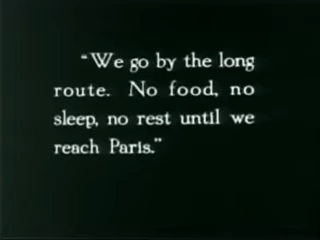 “We go by the long
route. No food, no
sleep, no rest until we
reach Paris.”